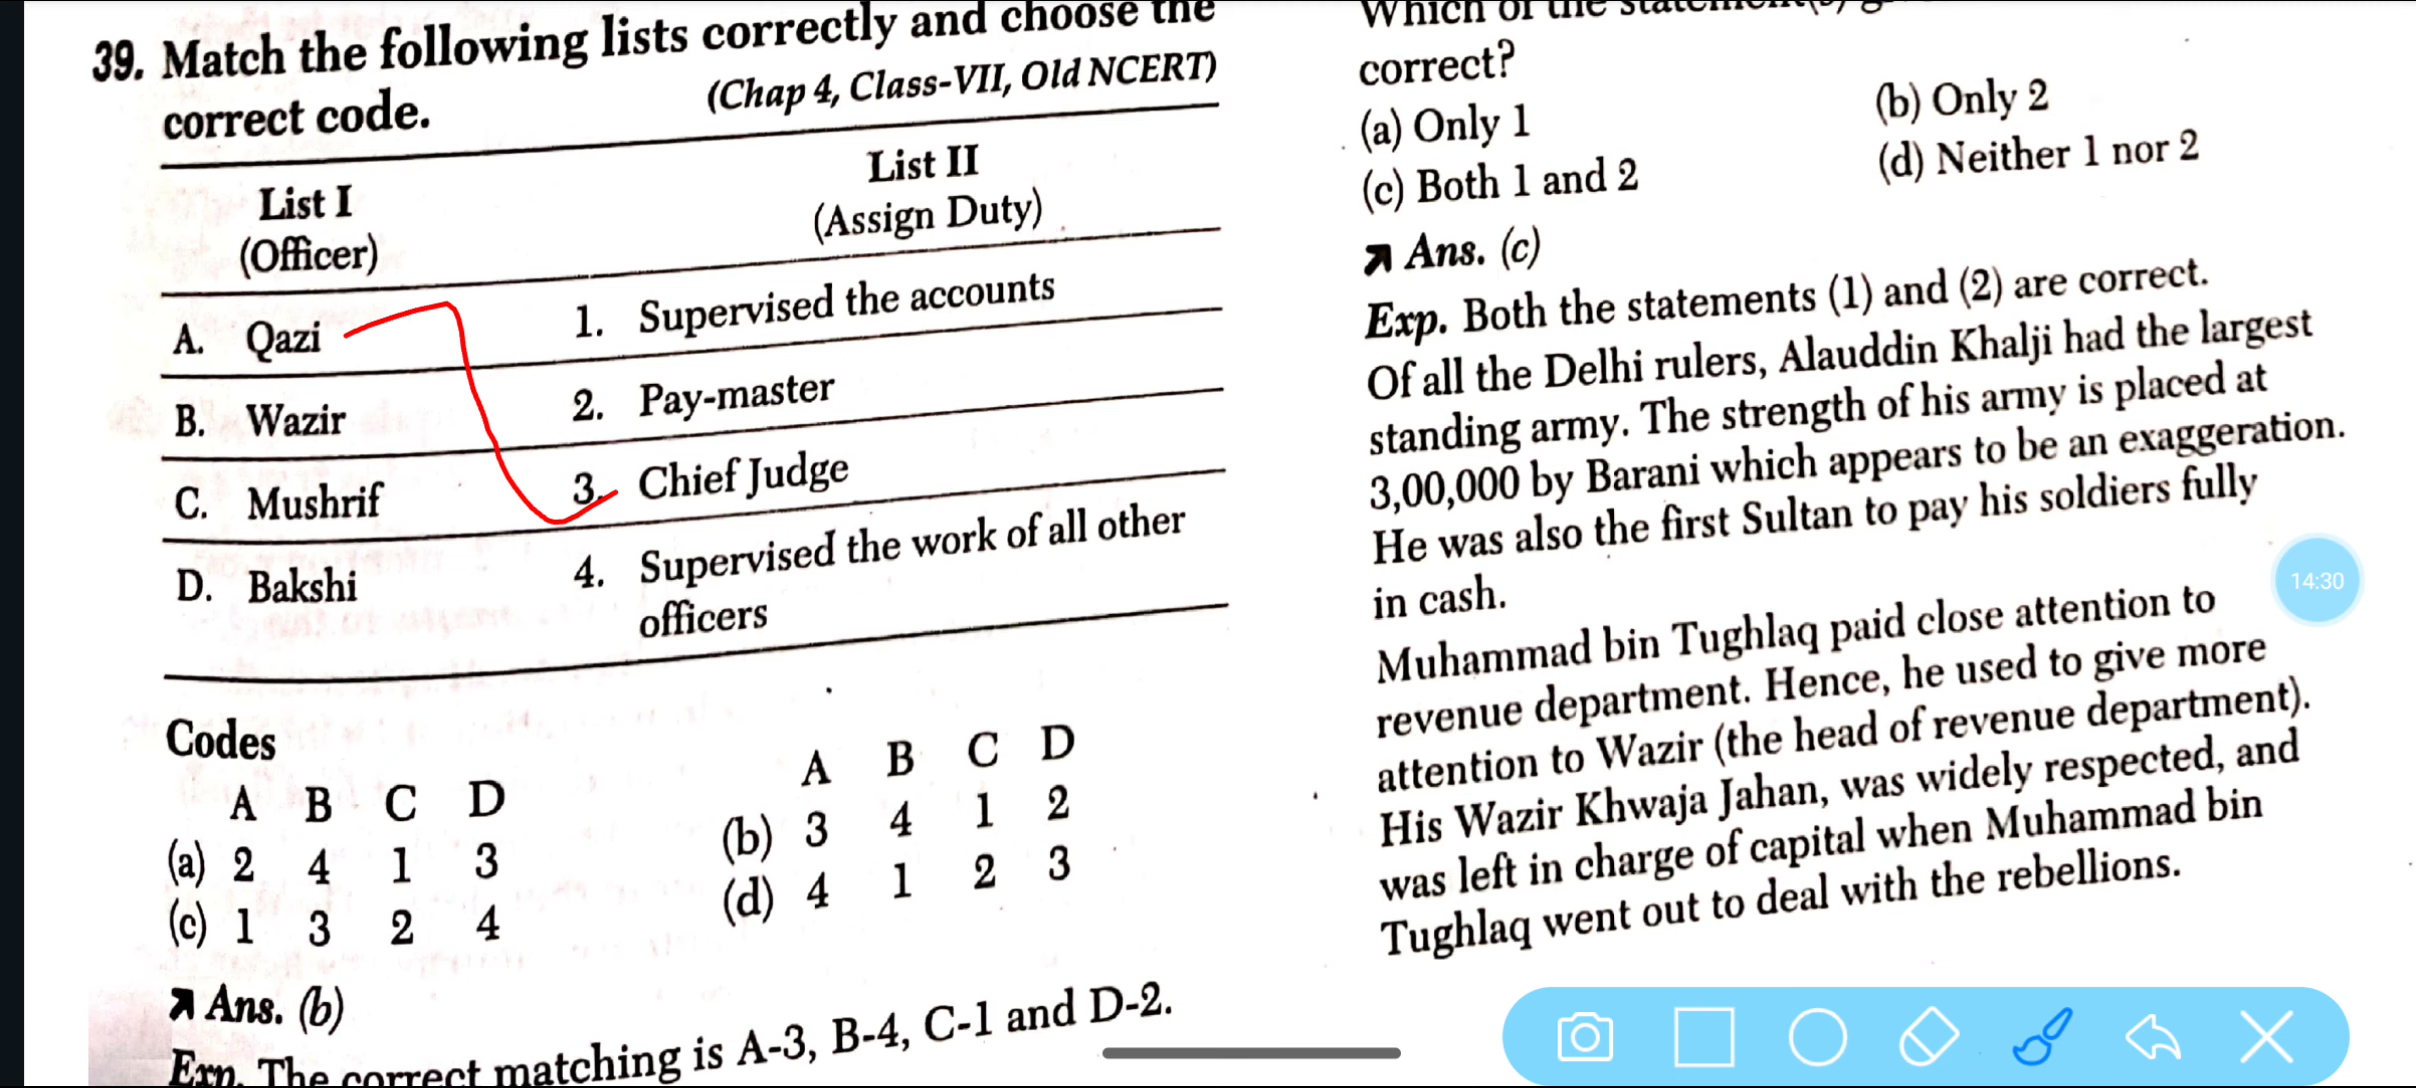 39. Match the following lists correctly and choose the
correct code. (Chap 4, Class-VII, Old NCERT)
List I List II
(Officer) (Assign Duty)
A. Qazi 1. Supervised the accounts
B. Wazir 2. Pay-master
C. Mushrif 3. Chief Judge
D. Bakshi 4. Supervised the work of all other
officers
Codes
A B C D A B C D
(a) 2 4 1 3 (b) 3 4 1 2
(c) 1 3 2 4 (d) 4 1 2 3
Ans. (b)
Exp. The correct matching is A-3, B-4, C-1 and D-2.
Which of the
correct?
(a) Only 1 (b) Only 2
(c) Both 1 and 2 (d) Neither 1 nor 2
Ans. (c)
Exp. Both the statements (1) and (2) are correct.
Of all the Delhi rulers, Alauddin Khalji had the largest
standing army. The strength of his army is placed at
3,00,000 by Barani which appears to be an exaggeration.
He was also the first Sultan to pay his soldiers fully
in cash.
Muhammad bin Tughlaq paid close attention to
revenue department. Hence, he used to give more
attention to Wazir (the head of revenue department).
His Wazir Khwaja Jahan, was widely respected, and
was left in charge of capital when Muhammad bin
Tughlaq went out to deal with the rebellions.
14:30